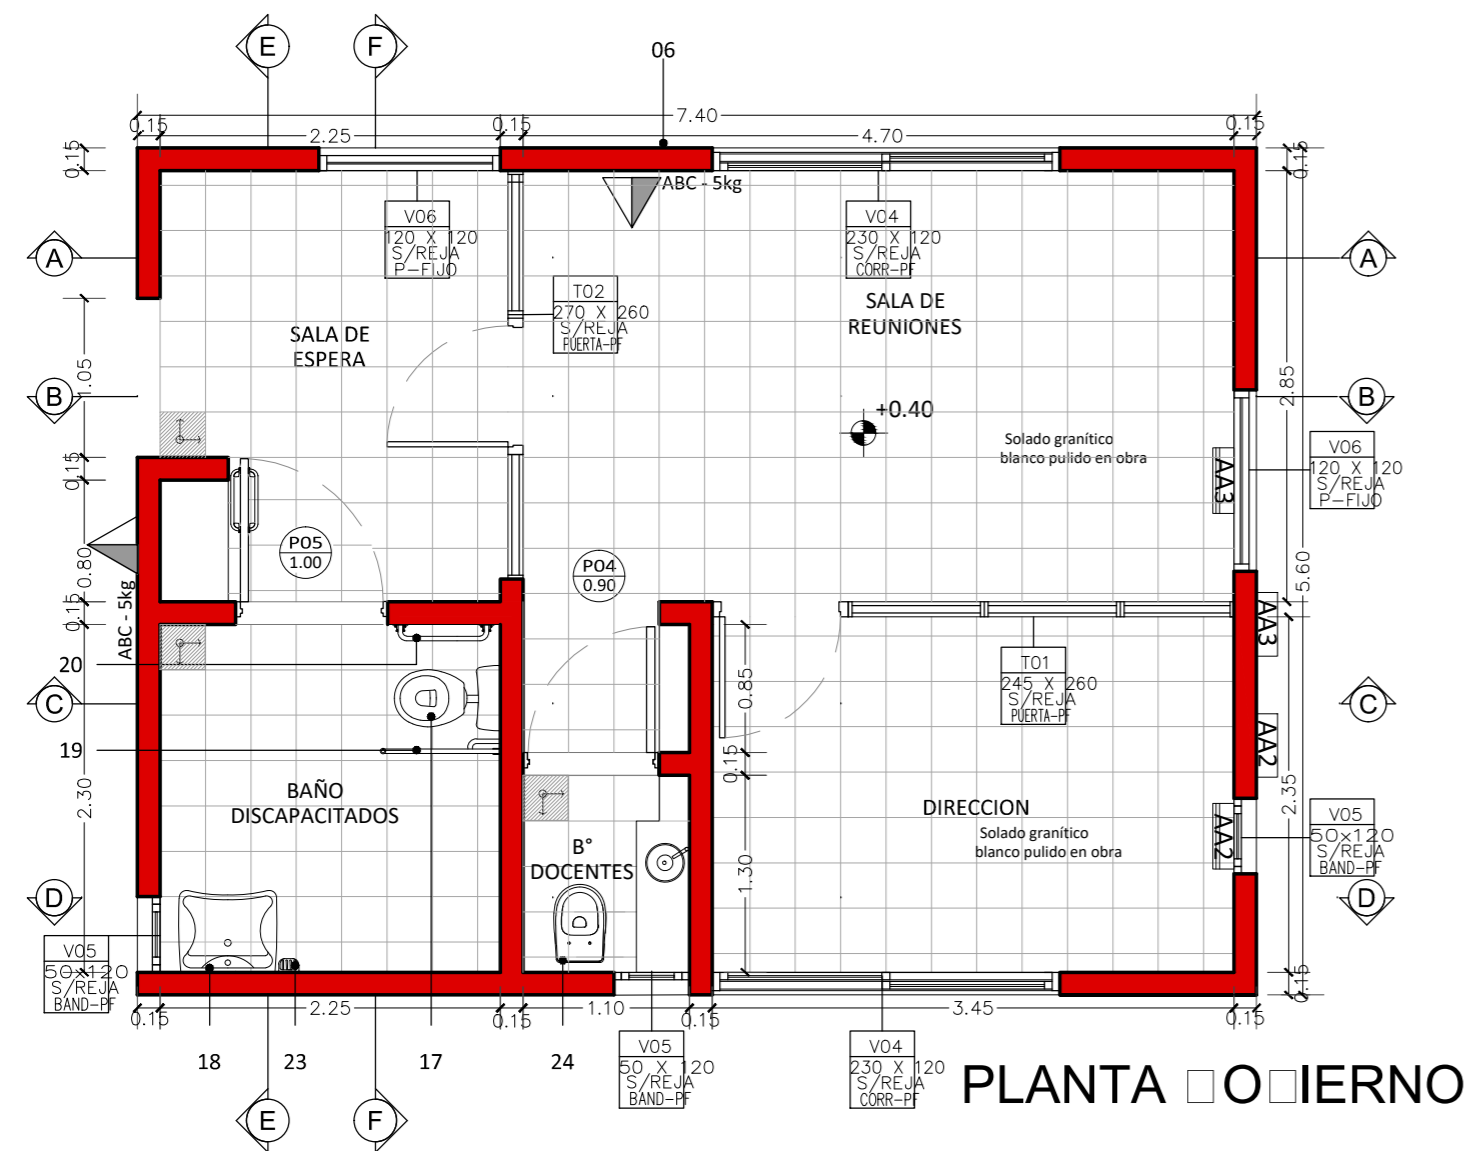 E
F
06
7.40
0.15
2.25
0.15
4.70
0.15
0.15
0.15
ABC - 5kg
V06
120 X 120
S/REJA
P-FIJO
V04
230 X 120
S/REJA
CORR-PF
A
A
T02
270 X 260
S/REJA
PUERTA-PF
SALA DE
REUNIONES
SALA DE
ESPERA
1.05
2.85
B
B
+0.40
Solado granítico
blanco pulido en obra
V06
120 X 120
S/REJA
P-FIJO
0.15
AA3
P05
1.00
P04
0.90
0.80
5.60
ABC - 5kg
0.15
AA3
20
T01
245 X 260
S/REJA
PUERTA-PF
0.85
C
C
AA2
19
0.15
2.30
BAÑO
DISCAPACITADOS
DIRECCION
Solado granítico
blanco pulido en obra
2.35
AA2
V05
50x120
S/REJA
BAND-PF
B°
DOCENTES
1.30
D
D
V05
50x120
S/REJA
BAND-PF
0.15
0.15
2.25
0.15
1.10
0.15
3.45
0.15
18
23
17
24
V05
50 X 120
S/REJA
BAND-PF
V04
230 X 120
S/REJA
CORR-PF
PLANTA □O□IERNO
E
F